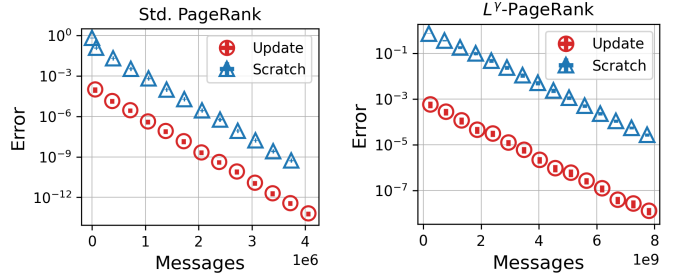 Std. PageRank
Error
10⁰
10⁻³
10⁻⁶
10⁻⁹
10⁻¹²
Update
Scratch
0 1 2 3 4
1e6
Messages
Lᵞ-PageRank
Error
10⁻¹
10⁻³
10⁻⁵
10⁻⁷
Update
Scratch
0 2 4 6 8
1e9
Messages